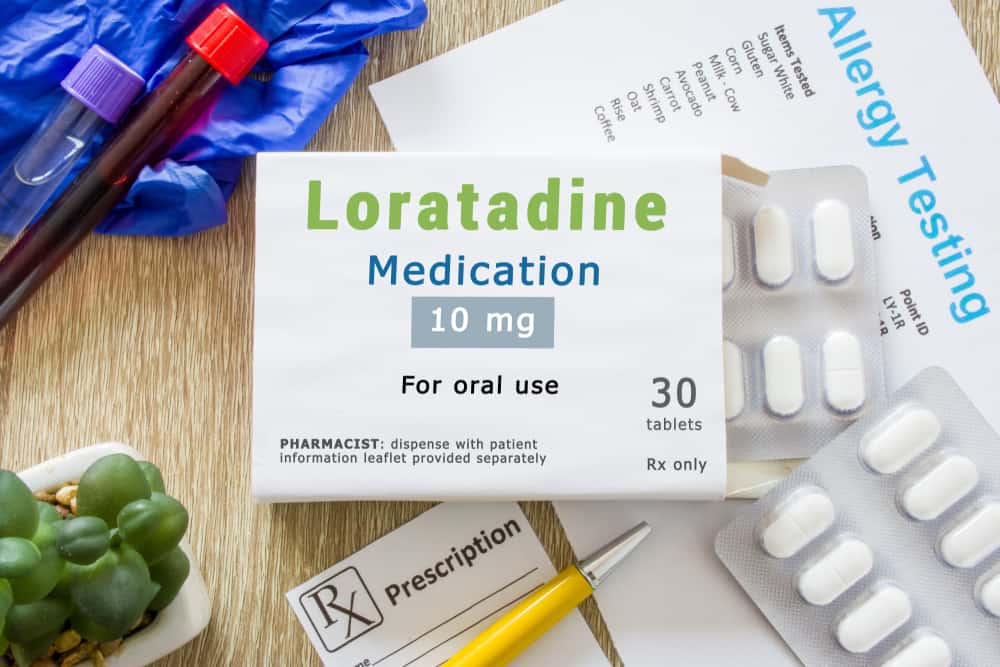 Loratadine
Medication
10 mg
For oral use
30
tablets
PHARMACIST: dispense with patient
information leaflet provided separately
Rx only
Allergy Testing
Items Tested
Sugar White
Gluten
Corn
Milk - Cow
Peanut
Avocado
Carrot
Shrimp
Oat
Rise
Coffee
Point ID
LY-1R
Rx
Prescription